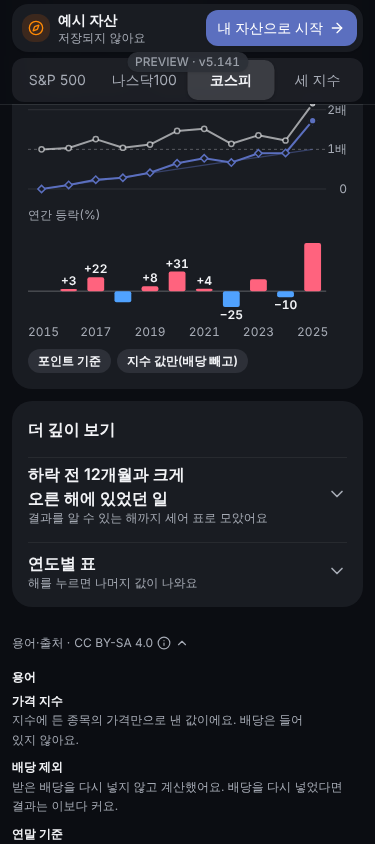 예시 자산
저장되지 않아요
내 자산으로 시작 →
PREVIEW · v5.141
S&P 500
나스닥100
코스피
세 지수
2배
1배
0
연간 등락(%)
+3
+22
+8
+31
+4
−25
−10
2015 2017 2019 2021 2023 2025
포인트 기준
지수 값만(배당 빼고)
더 깊이 보기
하락 전 12개월과 크게
오른 해에 있었던 일
결과를 알 수 있는 해까지 세어 표로 모았어요
연도별 표
해를 누르면 나머지 값이 나와요
용어·출처 · CC BY-SA 4.0
용어
가격 지수
지수에 든 종목의 가격만으로 낸 값이에요. 배당은 들어
있지 않아요.
배당 제외
받은 배당을 다시 넣지 않고 계산했어요. 배당을 다시 넣었다면
결과는 이보다 커요.
연말 기준